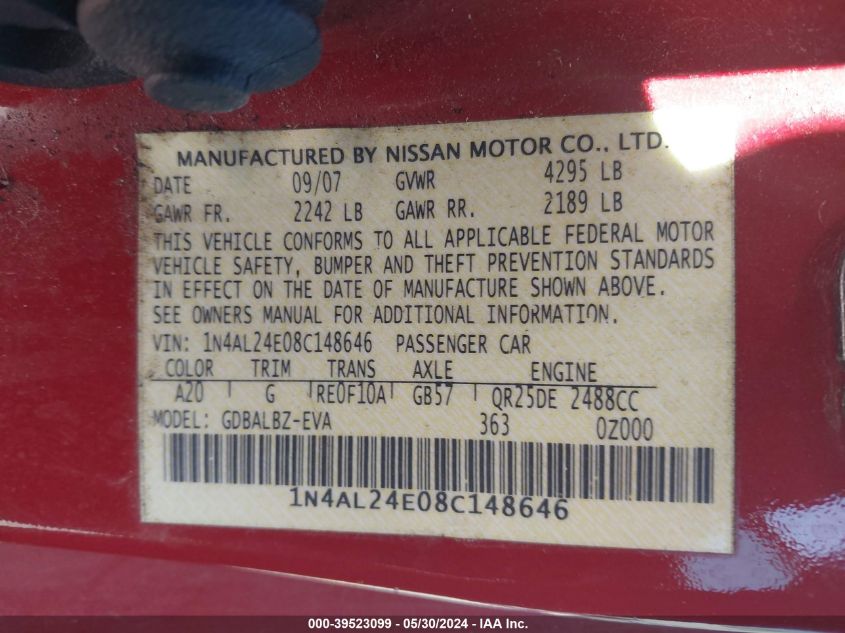 MANUFACTURED BY NISSAN MOTOR CO., LTD.
DATE 09/07 GVWR 4295 LB
GAWR FR. 2242 LB GAWR RR. 2189 LB
THIS VEHICLE CONFORMS TO ALL APPLICABLE FEDERAL MOTOR
VEHICLE SAFETY, BUMPER AND THEFT PREVENTION STANDARDS
IN EFFECT ON THE DATE OF MANUFACTURE SHOWN ABOVE.
SEE OWNERS MANUAL FOR ADDITIONAL INFORMATION.
VIN: 1N4AL24E08C148646 PASSENGER CAR
COLOR TRIM TRANS AXLE ENGINE
A20 G RE0F10A GB57 QR25DE 2488CC
MODEL: GDBALBZ-EVA 363 0Z000
1N4AL24E08C148646
000-39523099 - 05/30/2024 - IAA Inc.